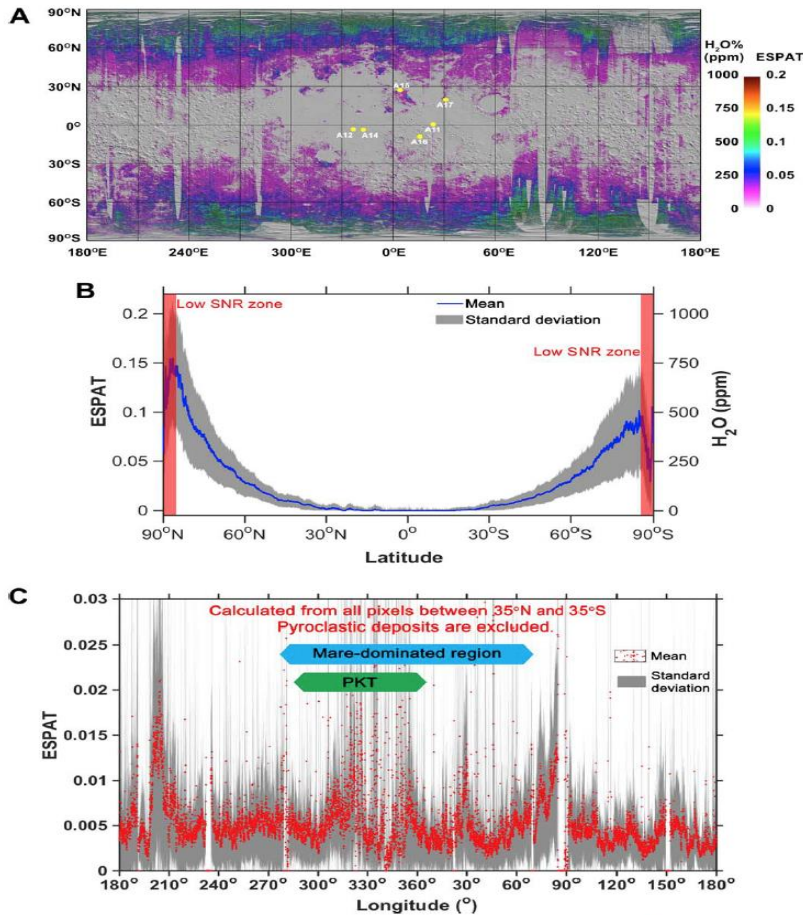 A
90°N
60°N
30°N
0°
30°S
60°S
90°S
A15
A17
A12
A14
A11
A16
180°E
240°E
300°E
0°E
60°E
120°E
180°E
H₂O% (ppm)
ESPAT
1000
0.2
750
0.15
500
0.1
250
0.05
0
0
B
Low SNR zone
Mean
Standard deviation
Low SNR zone
0.2
0.15
0.1
0.05
0
ESPAT
1000
750
500
250
0
H₂O (ppm)
90°N
60°N
30°N
0°
30°S
60°S
90°S
Latitude
C
0.03
0.025
0.02
0.015
0.01
0.005
0
ESPAT
Calculated from all pixels between 35°N and 35°S
Pyroclastic deposits are excluded.
Mare-dominated region
PKT
Mean
Standard
deviation
180°
210°
240°
270°
300°
330°
360°
30°
60°
90°
120°
150°
180°
Longitude (°)